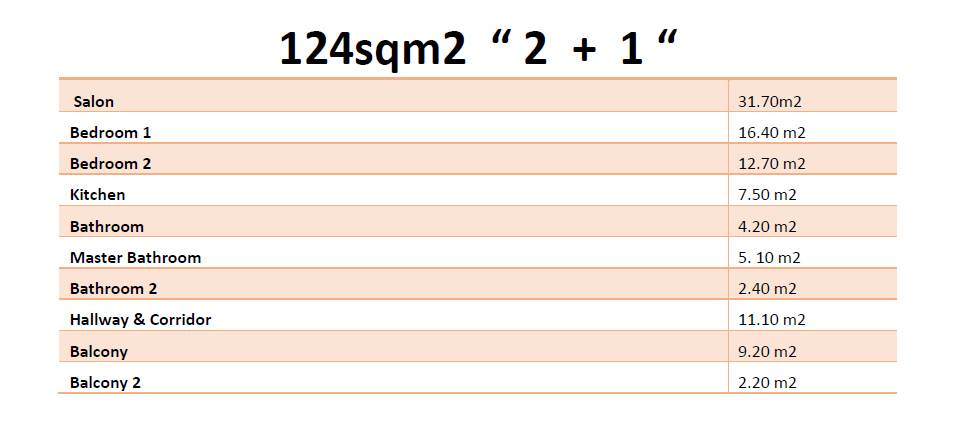 124sqm2 “ 2 + 1 “
Salon 31.70m2
Bedroom 1 16.40 m2
Bedroom 2 12.70 m2
Kitchen 7.50 m2
Bathroom 4.20 m2
Master Bathroom 5. 10 m2
Bathroom 2 2.40 m2
Hallway & Corridor 11.10 m2
Balcony 9.20 m2
Balcony 2 2.20 m2